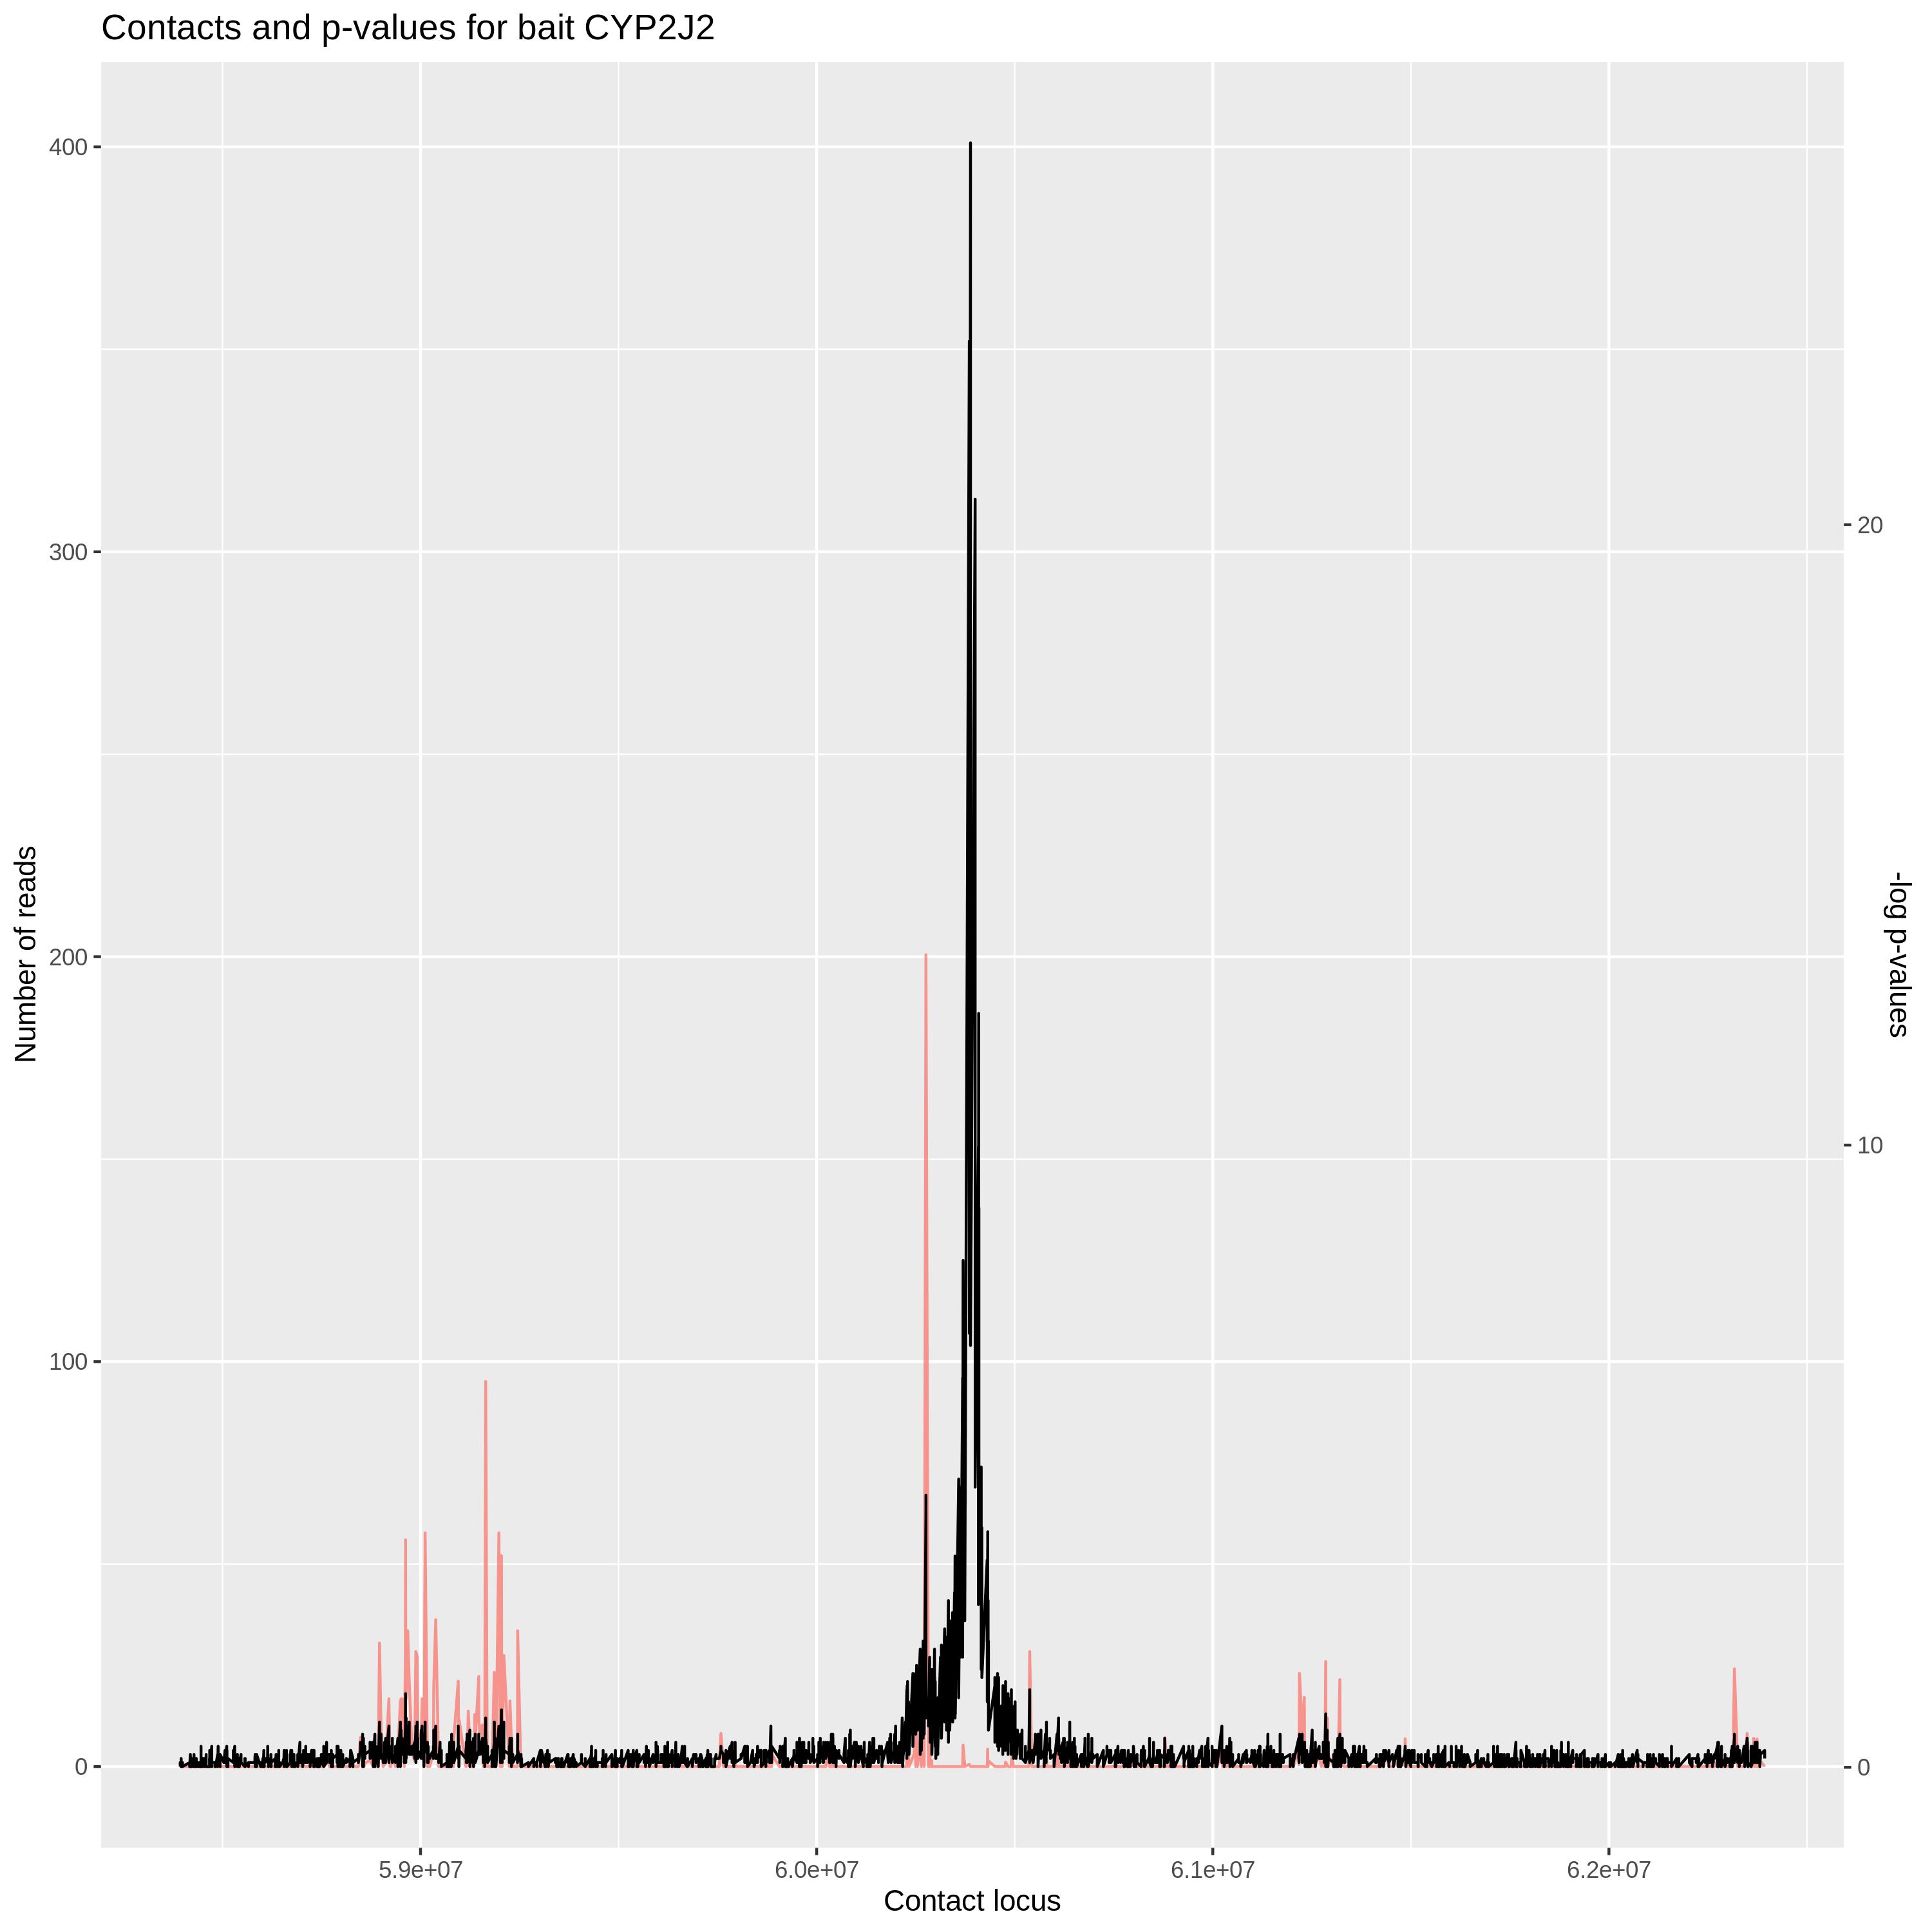 Contacts and p-values for bait CYP2J2
400
300
200
100
0
Number of reads
20
10
0
-log p-values
5.9e+07
6.0e+07
6.1e+07
6.2e+07
Contact locus